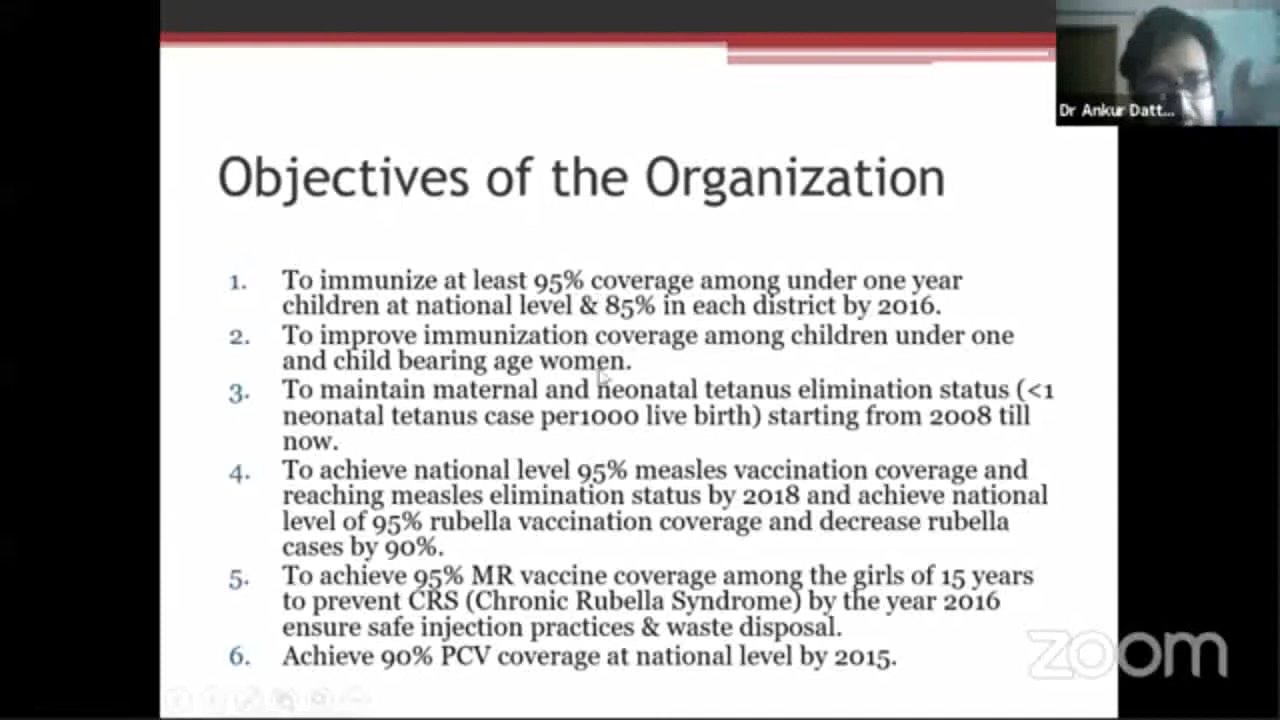 Dr Ankur Datt...
Objectives of the Organization
1. To immunize at least 95% coverage among under one year
children at national level & 85% in each district by 2016.
2. To improve immunization coverage among children under one
and child bearing age women.
3. To maintain maternal and neonatal tetanus elimination status (<1
neonatal tetanus case per1000 live birth) starting from 2008 till
now.
4. To achieve national level 95% measles vaccination coverage and
reaching measles elimination status by 2018 and achieve national
level of 95% rubella vaccination coverage and decrease rubella
cases by 90%.
5. To achieve 95% MR vaccine coverage among the girls of 15 years
to prevent CRS (Chronic Rubella Syndrome) by the year 2016
ensure safe injection practices & waste disposal.
6. Achieve 90% PCV coverage at national level by 2015.
zoom